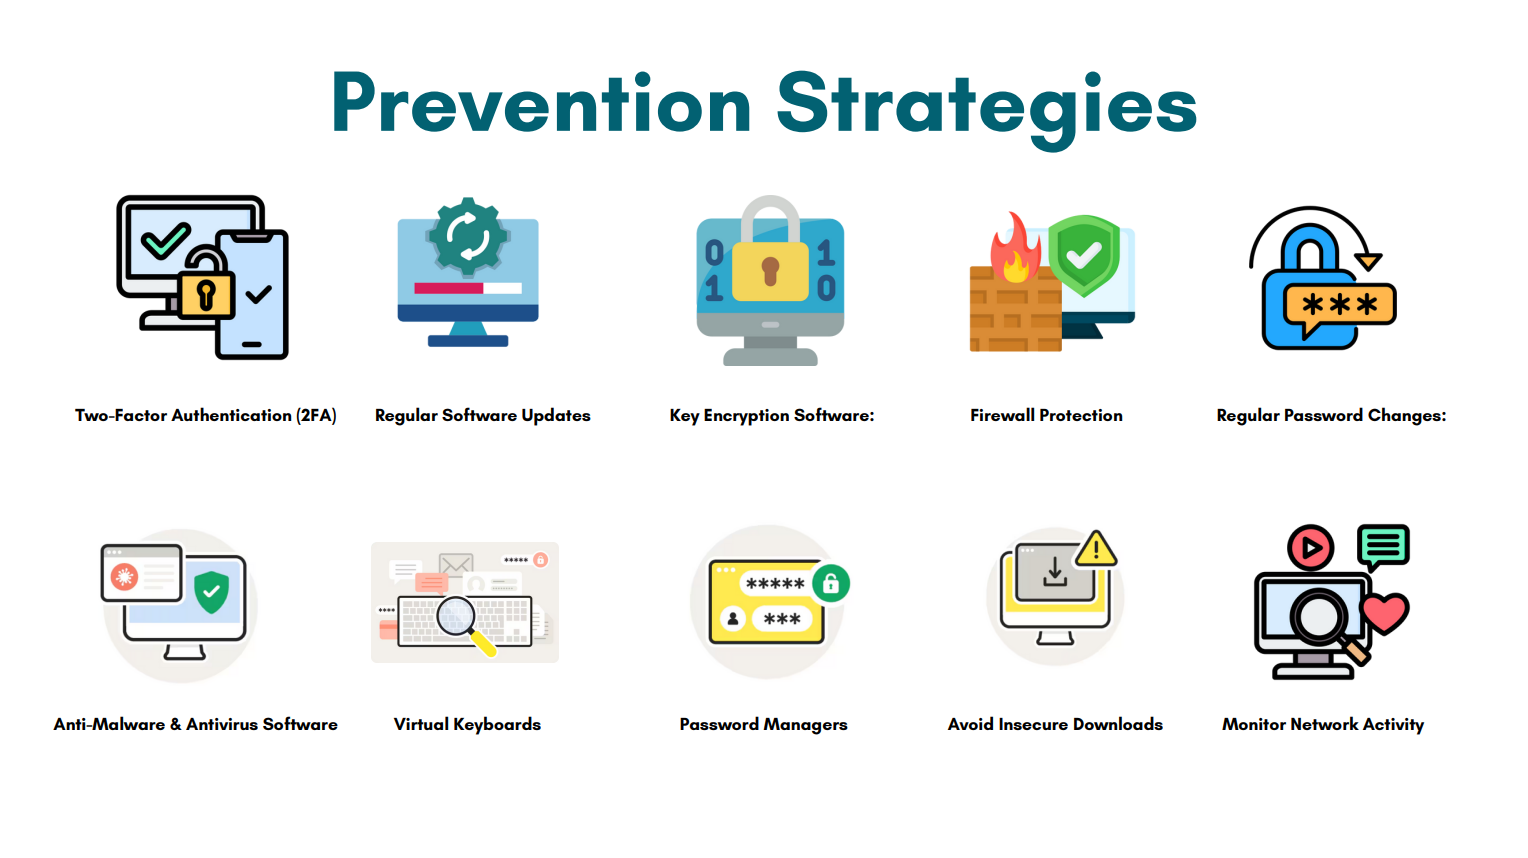 Prevention Strategies
Two-Factor Authentication (2FA)
Regular Software Updates
Key Encryption Software:
Firewall Protection
Regular Password Changes:
0 1
1 0
***
Anti-Malware & Antivirus Software
Virtual Keyboards
Password Managers
Avoid Insecure Downloads
Monitor Network Activity
*****
****
*****
***
!